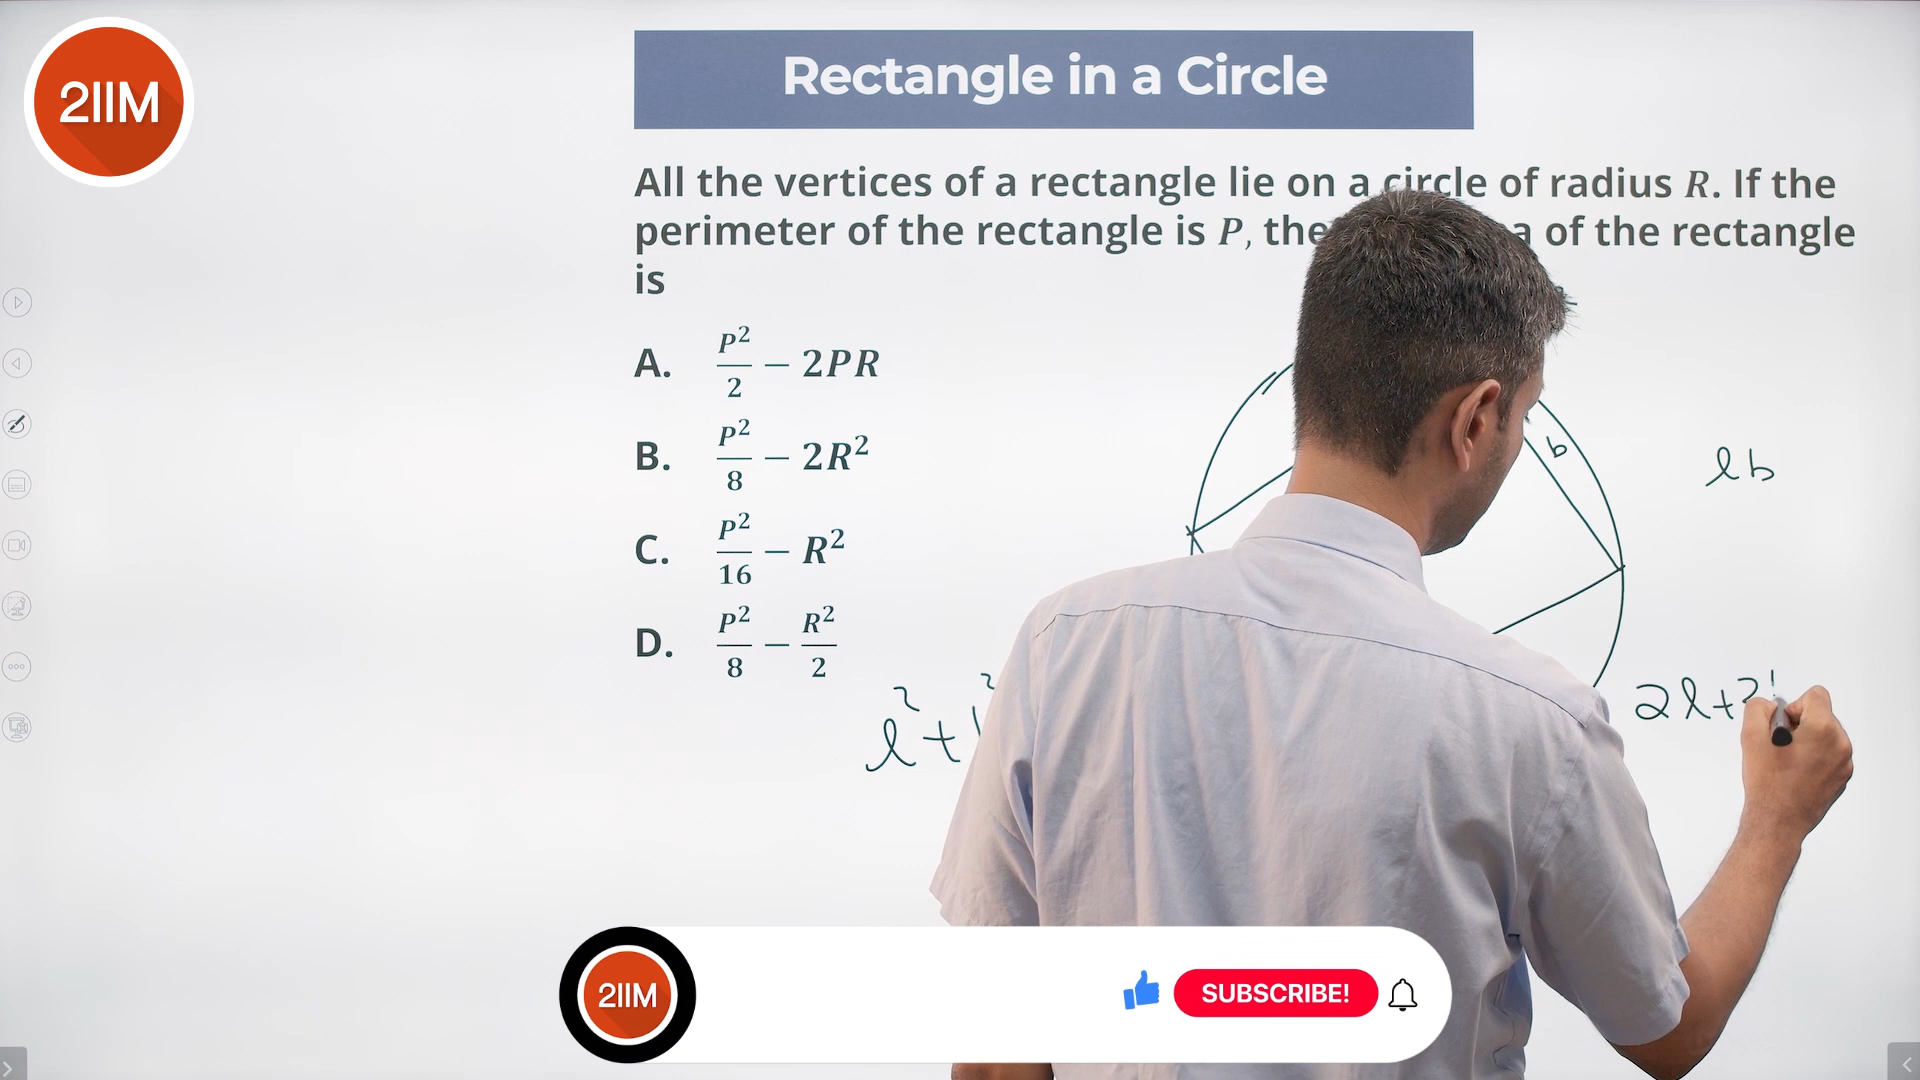 2IIM
Rectangle in a Circle
All the vertices of a rectangle lie on a circle of radius R. If the
perimeter of the rectangle is P, of the rectangle
is
A. P²/2 − 2PR
B. P²/8 − 2R²
C. P²/16 − R²
D. P²/8 − R²/2
b
lb
l² +
2l+2
2IIM
SUBSCRIBE!